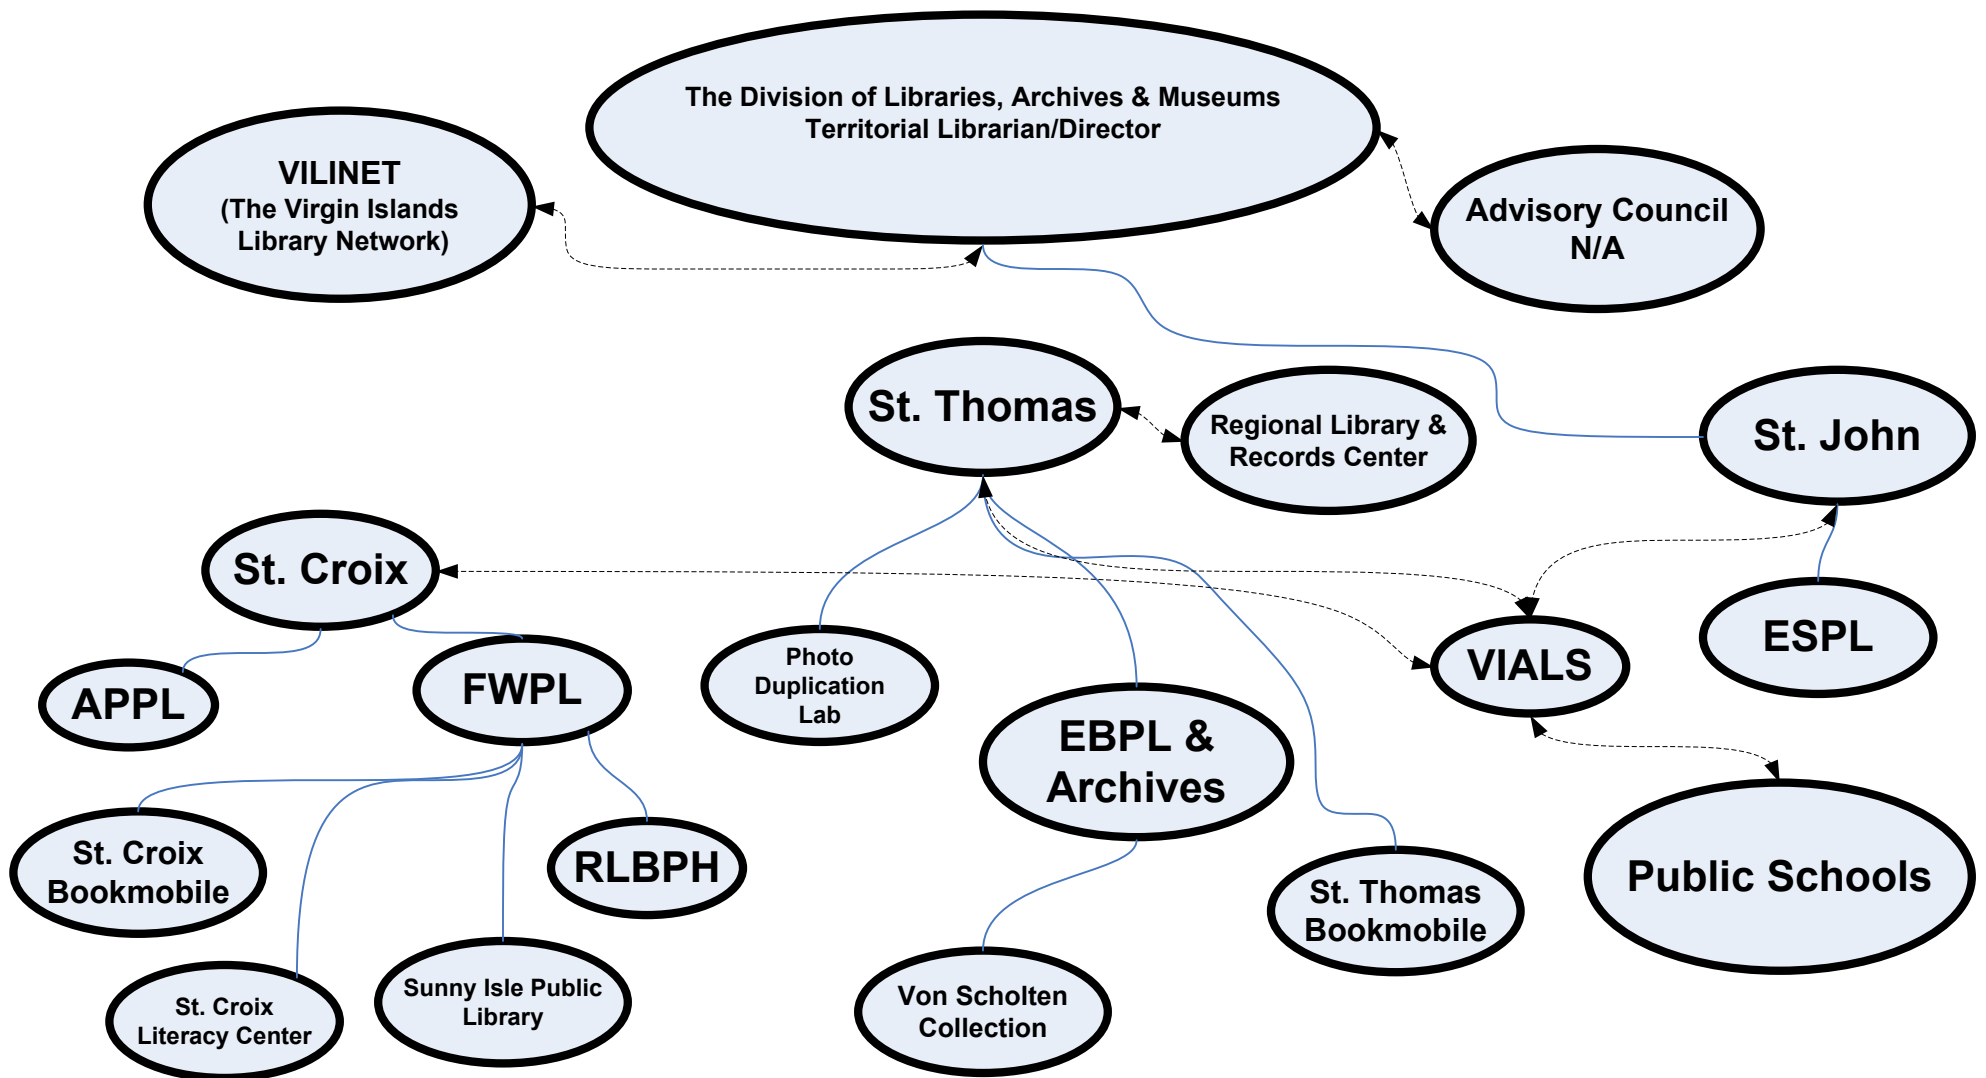 The Division of Libraries, Archives & Museums
Territorial Librarian/Director
VILINET
(The Virgin Islands
Library Network)
Advisory Council
N/A
St. Thomas
Regional Library &
Records Center
St. John
St. Croix
APPL
FWPL
Photo
Duplication
Lab
EBPL &
Archives
VIALS
ESPL
St. Croix
Bookmobile
RLBPH
St. Thomas
Bookmobile
Public Schools
St. Croix
Literacy Center
Sunny Isle Public
Library
Von Scholten
Collection